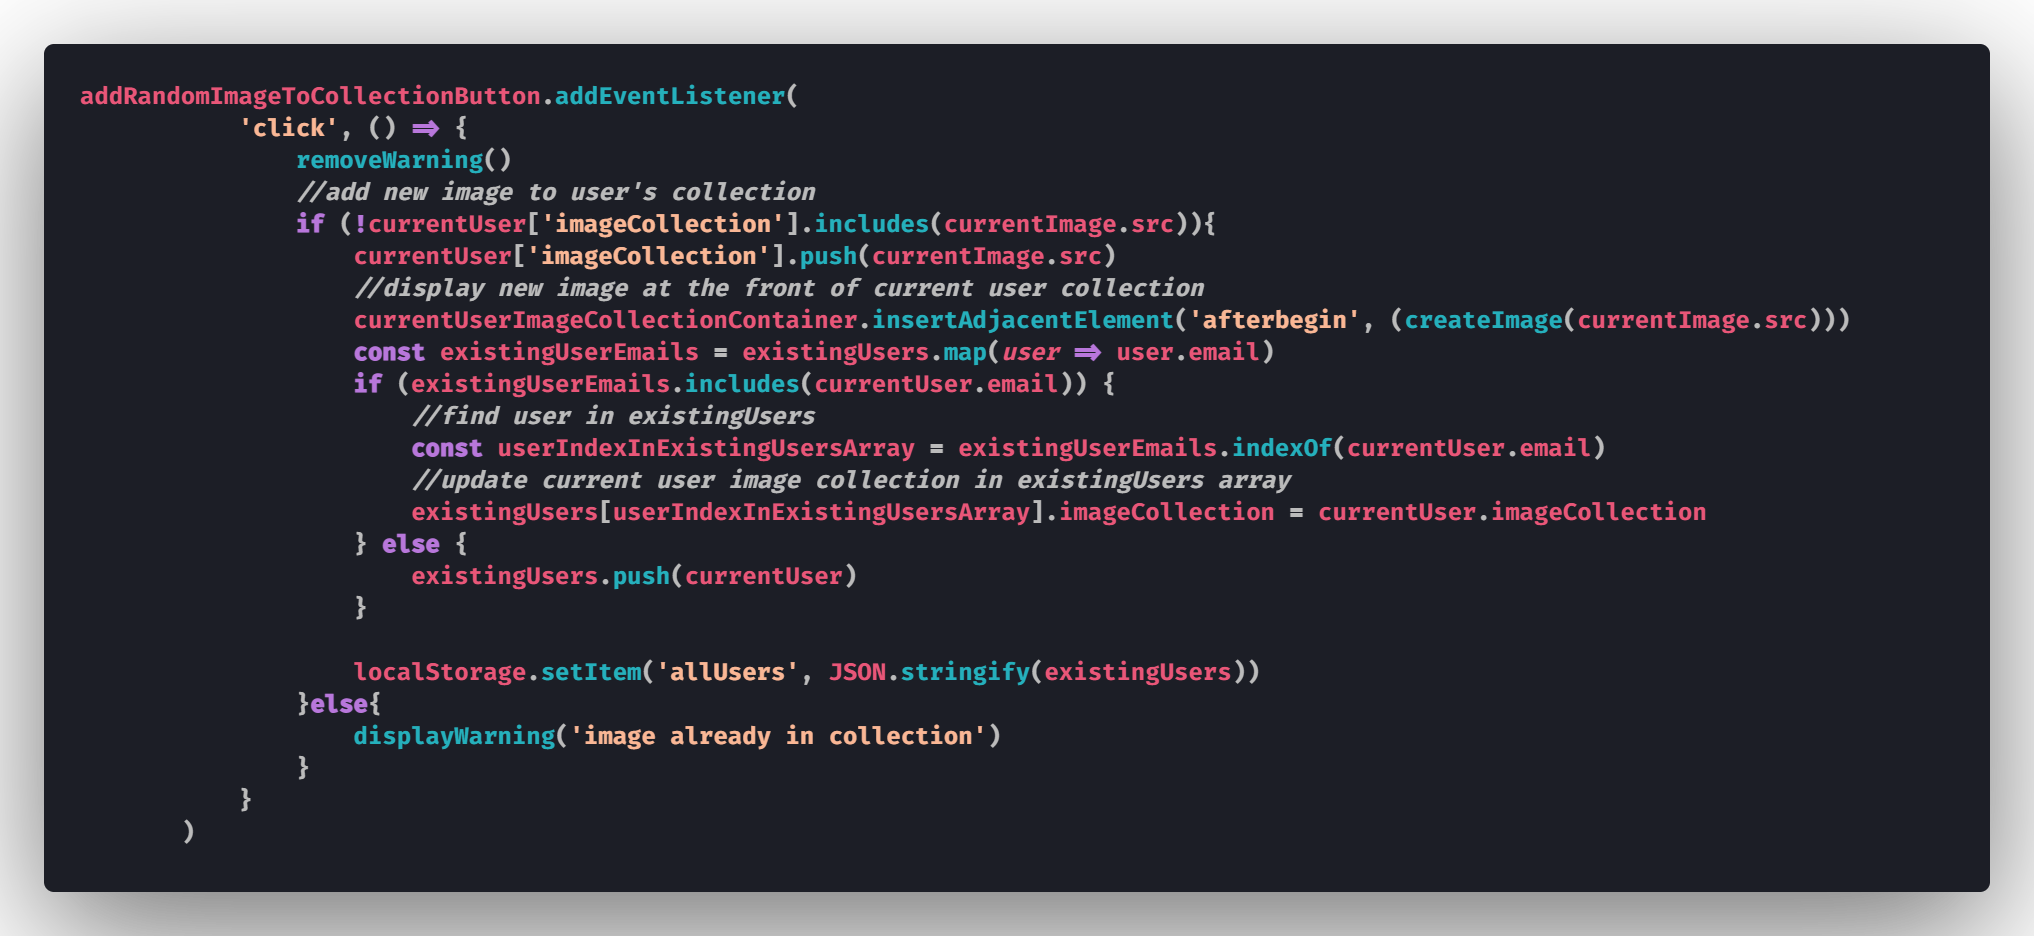 addRandomImageToCollectionButton.addEventListener(
'click', () => {
removeWarning()
//add new image to user's collection
if (!currentUser['imageCollection'].includes(currentImage.src)){
currentUser['imageCollection'].push(currentImage.src)
//display new image at the front of current user collection
currentUserImageCollectionContainer.insertAdjacentElement('afterbegin', (createImage(currentImage.src)))
const existingUserEmails = existingUsers.map(user => user.email)
if (existingUserEmails.includes(currentUser.email)) {
//find user in existingUsers
const userIndexInExistingUsersArray = existingUserEmails.indexOf(currentUser.email)
//update current user image collection in existingUsers array
existingUsers[userIndexInExistingUsersArray].imageCollection = currentUser.imageCollection
} else {
existingUsers.push(currentUser)
}
localStorage.setItem('allUsers', JSON.stringify(existingUsers))
}else{
displayWarning('image already in collection')
}
}
)